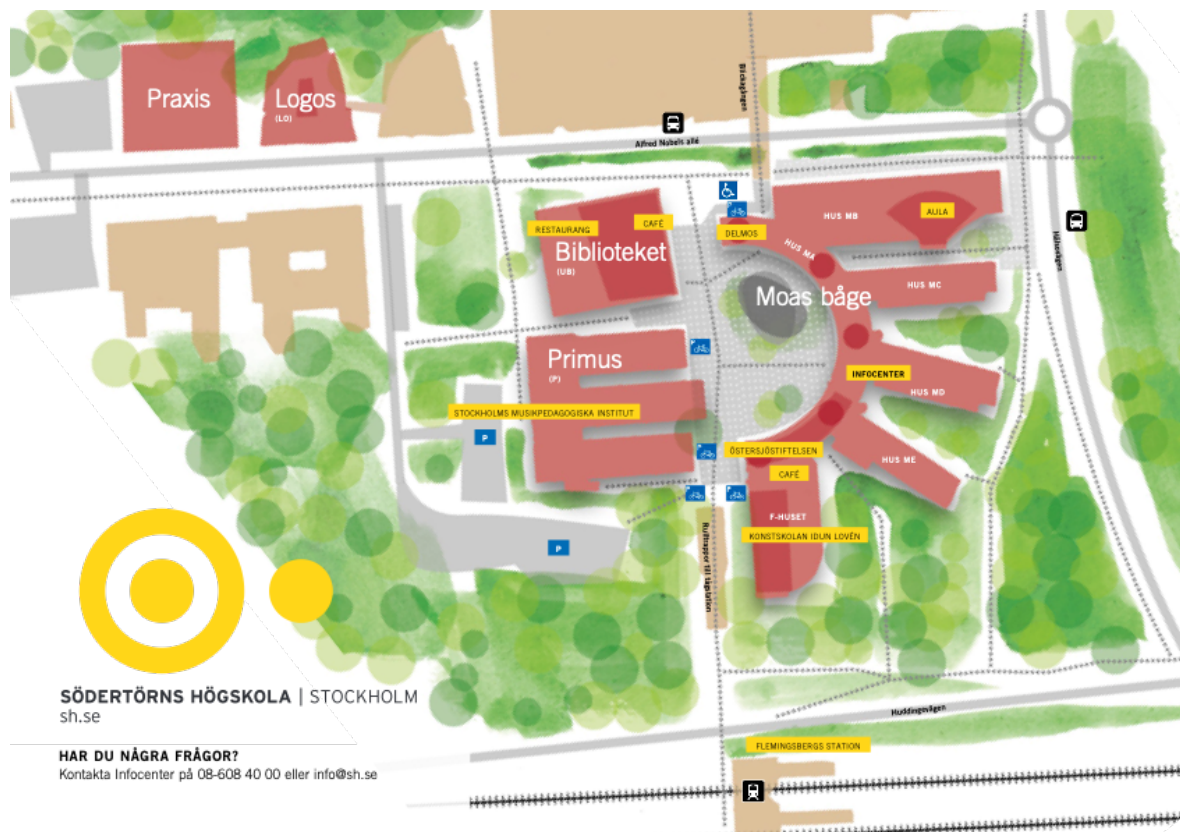 Praxis
Logos
(LO)
Bäckagången
Alfred Nobels allé
Hälsovägen
RESTAURANG
CAFÉ
Biblioteket
(UB)
DELMOS
HUS MA
HUS MB
AULA
HUS MC
Moas båge
Primus
(P)
INFOCENTER
HUS MD
STOCKHOLMS MUSIKPEDAGOGISKA INSTITUT
P
ÖSTERSJÖSTIFTELSEN
HUS ME
CAFÉ
F-HUSET
KONSTSKOLAN IDUN LOVÉN
P
Rulltrappor till tågstation
SÖDERTÖRNS HÖGSKOLA | STOCKHOLM
sh.se
Huddingevägen
FLEMINGSBERGS STATION
HAR DU NÅGRA FRÅGOR?
Kontakta Infocenter på 08-608 40 00 eller info@sh.se